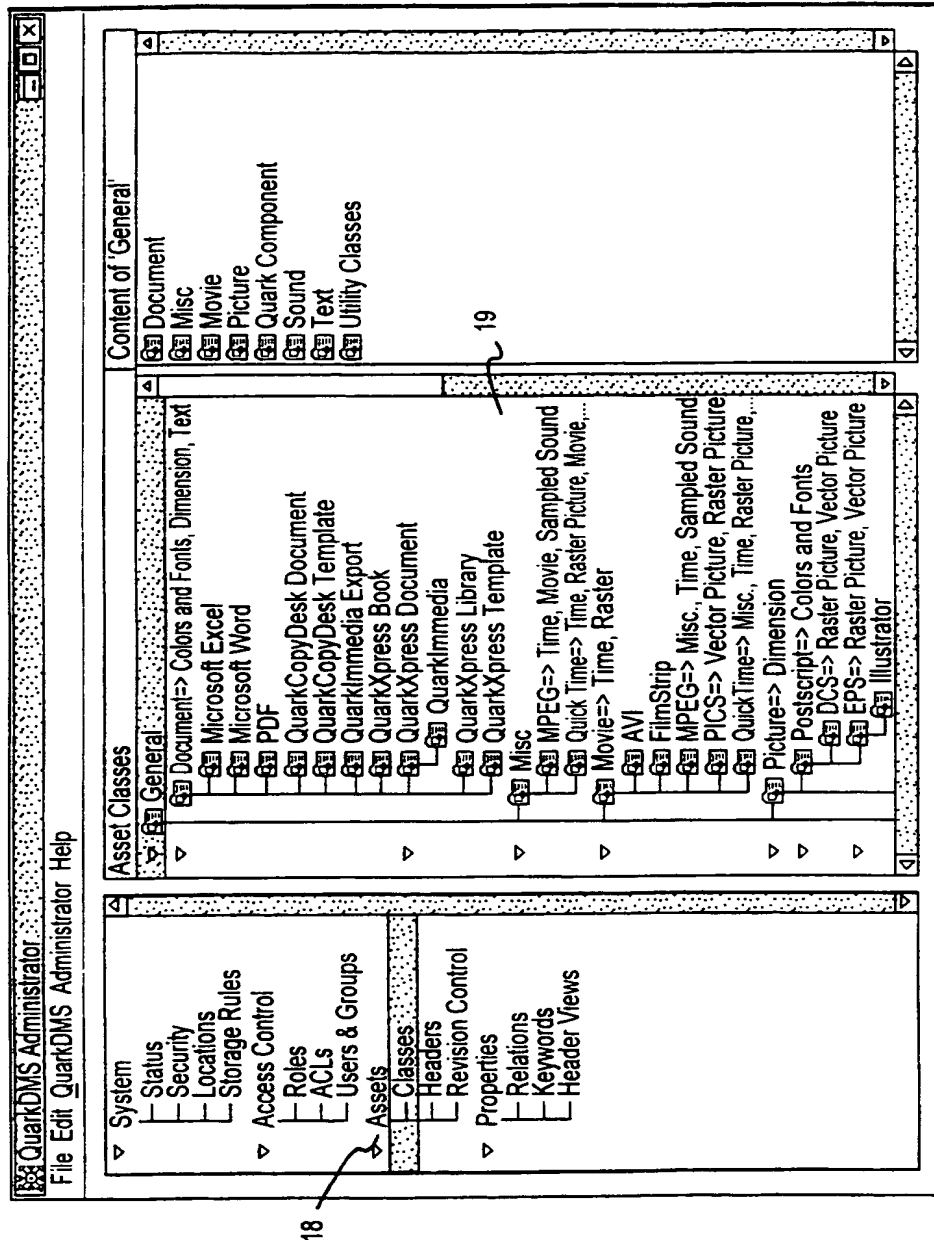 QuarkDMS Administrator
File Edit QuarkDMS Administrator Help
System
Status
Security
Locations
Storage Rules
Access Control
Roles
ACLs
Users & Groups
Assets
Classes
Headers
Revision Control
Properties
Relations
Keywords
Header Views
18
Asset Classes
General
Document=> Colors and Fonts, Dimension, Text
Microsoft Excel
Microsoft Word
PDF
QuarkCopyDesk Document
QuarkCopyDesk Template
QuarkImmedia Export
QuarkXpress Book
QuarkXpress Document
QuarkImmedia
QuarkXpress Library
QuarkXpress Template
Misc
MPEG=> Time, Movie, Sampled Sound
Quick Time=> Time, Raster Picture, Movie,...
Movie=> Time, Raster
AVI
FilmStrip
MPEG=> Misc., Time, Sampled Sound
PICS=> Vector Picture, Raster Picture
QuickTime=> Misc., Time, Raster Picture,...
Picture=> Dimension
Postscript=> Colors and Fonts
DCS=> Raster Picture, Vector Picture
EPS=> Raster Picture, Vector Picture
Illustrator
19
Content of 'General'
Document
Misc
Movie
Picture
Quark Component
Sound
Text
Utility Classes